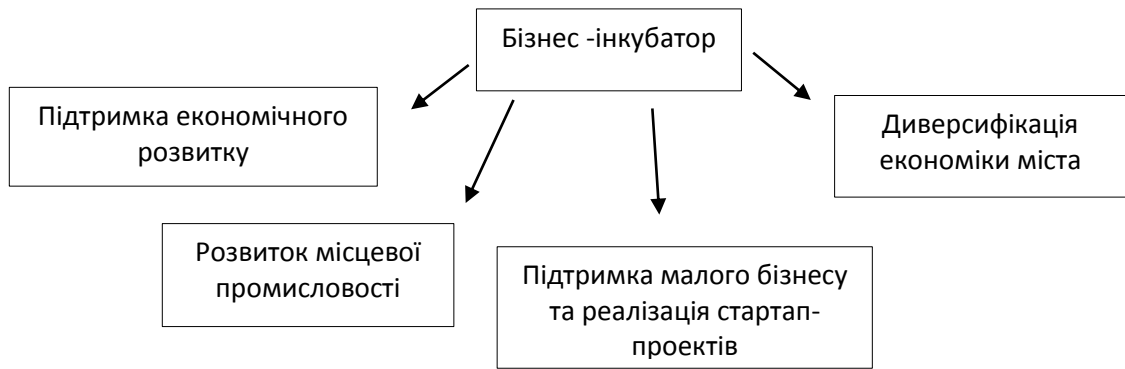 Бізнес -інкубатор
Підтримка економічного
розвитку
Диверсифікація
економіки міста
Розвиток місцевої
промисловості
Підтримка малого бізнесу
та реалізація стартап-
проектів